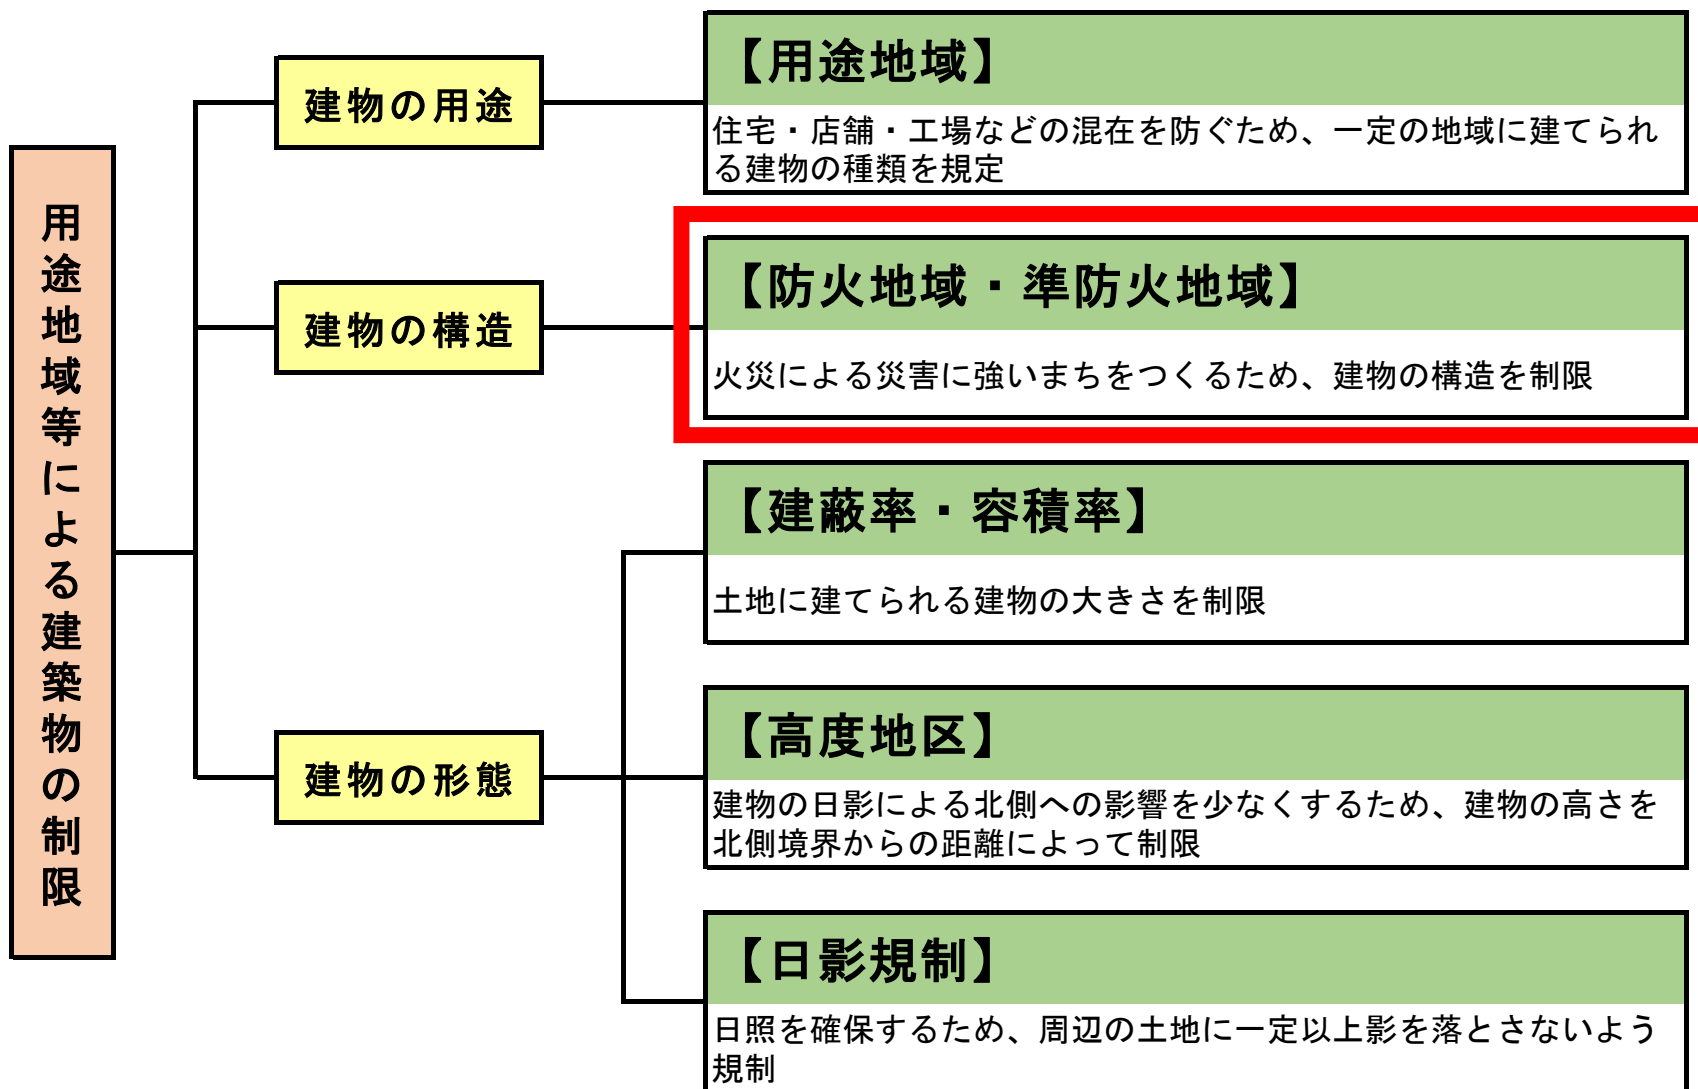 用途地域等による建築物の制限
建物の用途
【用途地域】
住宅・店舗・工場などの混在を防ぐため、一定の地域に建てられ
る建物の種類を規定
建物の構造
【防火地域・準防火地域】
火災による災害に強いまちをつくるため、建物の構造を制限
建物の形態
【建蔽率・容積率】
土地に建てられる建物の大きさを制限
【高度地区】
建物の日影による北側への影響を少なくするため、建物の高さを
北側境界からの距離によって制限
【日影規制】
日照を確保するため、周辺の土地に一定以上影を落とさないよう
規制